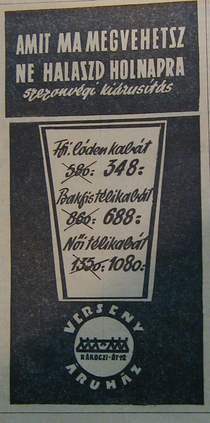 AMIT MA MEGVEHETSZ
NE HALASZD HOLNAPRA
szezonvégi kiárusítás
Ffi. lóden kabát
580: 348:
Bakfis télikabát
860: 688:
Női télikabát
1350: 1080:
VERSENY
RÁKÓCZI-ÚT 12
ÁRUHÁZ